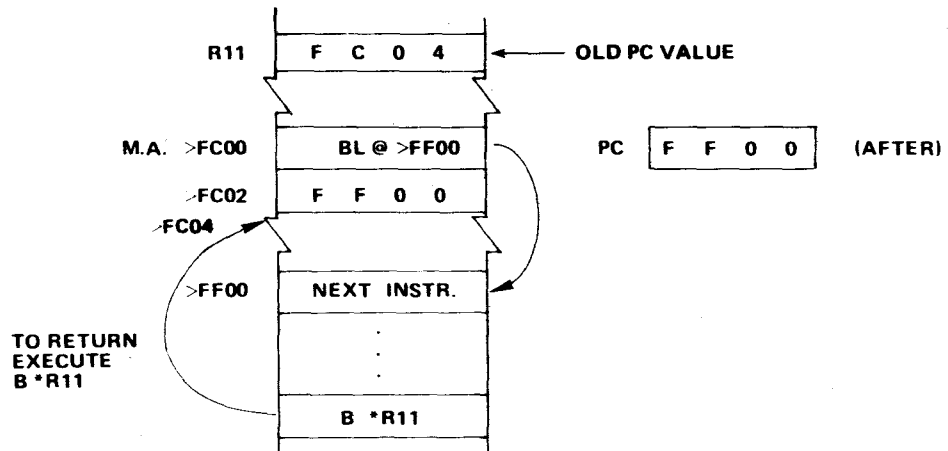 R11 F C 0 4 OLD PC VALUE
M.A. >FC00 BL @ >FF00 PC F F 0 0 (AFTER)
>FC02 F F 0 0
>FC04
>FF00 NEXT INSTR.
.
.
.
TO RETURN
EXECUTE
B *R11
B *R11